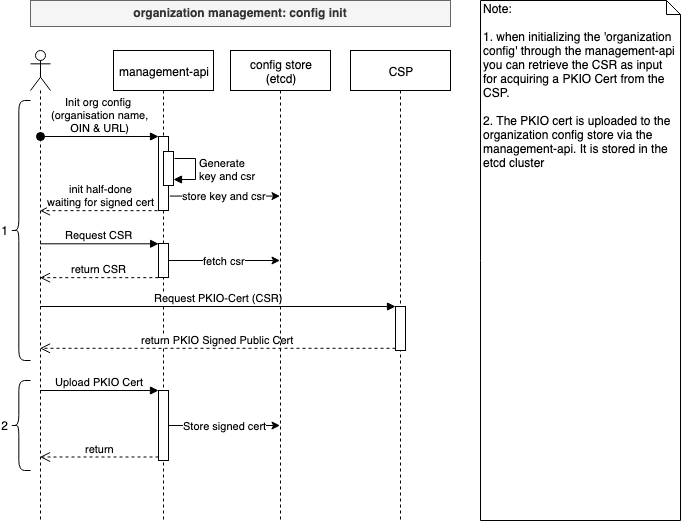 organization management: config init
management-api
config store
(etcd)
CSP
Init org config
(organisation name,
OIN & URL)
Generate
key and csr
store key and csr
init half-done
waiting for signed cert
1
Request CSR
fetch csr
return CSR
Request PKIO-Cert (CSR)
return PKIO Signed Public Cert
Upload PKIO Cert
2
Store signed cert
return
Note:
1. when initializing the 'organization
config' through the management-api
you can retrieve the CSR as input
for acquiring a PKIO Cert from the
CSP.
2. The PKIO cert is uploaded to the
organization config store via the
management-api. It is stored in the
etcd cluster